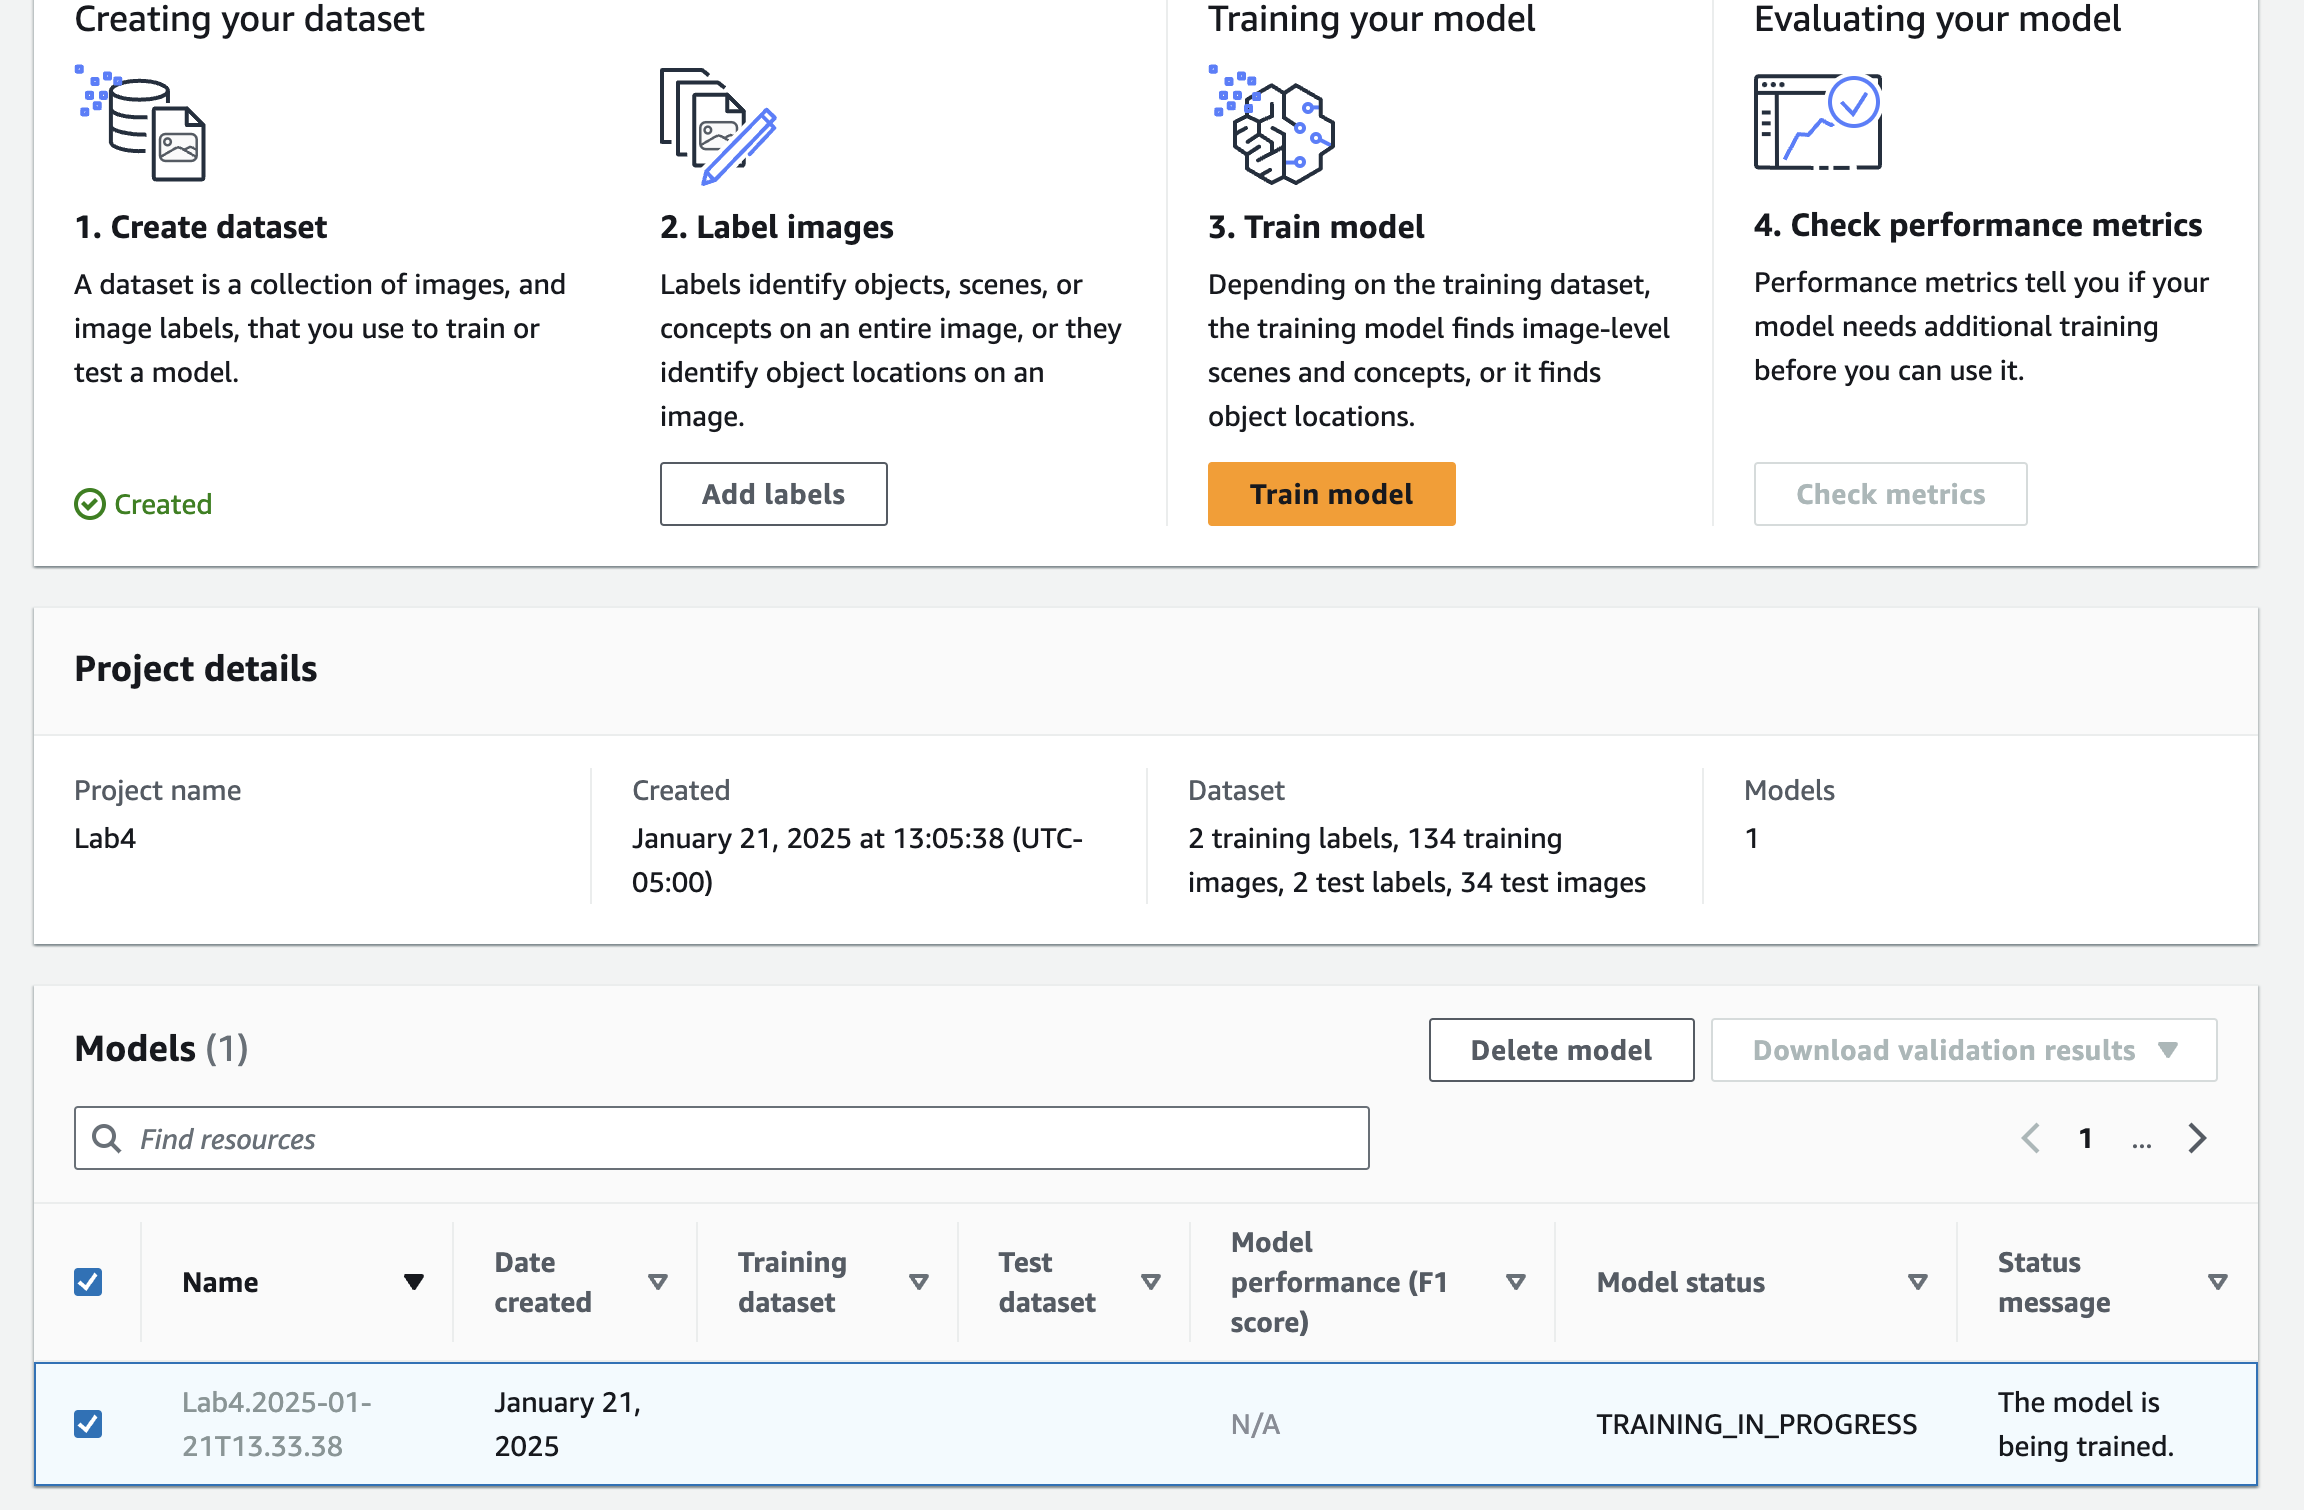 Creating your dataset
Training your model
Evaluating your model
1. Create dataset
A dataset is a collection of images, and
image labels, that you use to train or
test a model.
Created
2. Label images
Labels identify objects, scenes, or
concepts on an entire image, or they
identify object locations on an
image.
Add labels
3. Train model
Depending on the training dataset,
the training model finds image-level
scenes and concepts, or it finds
object locations.
Train model
4. Check performance metrics
Performance metrics tell you if your
model needs additional training
before you can use it.
Check metrics
Project details
Project name
Lab4
Created
January 21, 2025 at 13:05:38 (UTC-
05:00)
Dataset
2 training labels, 134 training
images, 2 test labels, 34 test images
Models
1
Models (1)
Delete model
Download validation results
Find resources
1 ...
Name
Date
created
Training
dataset
Test
dataset
Model
performance (F1
score)
Model status
Status
message
Lab4.2025-01-
21T13.33.38
January 21,
2025
N/A
TRAINING_IN_PROGRESS
The model is
being trained.